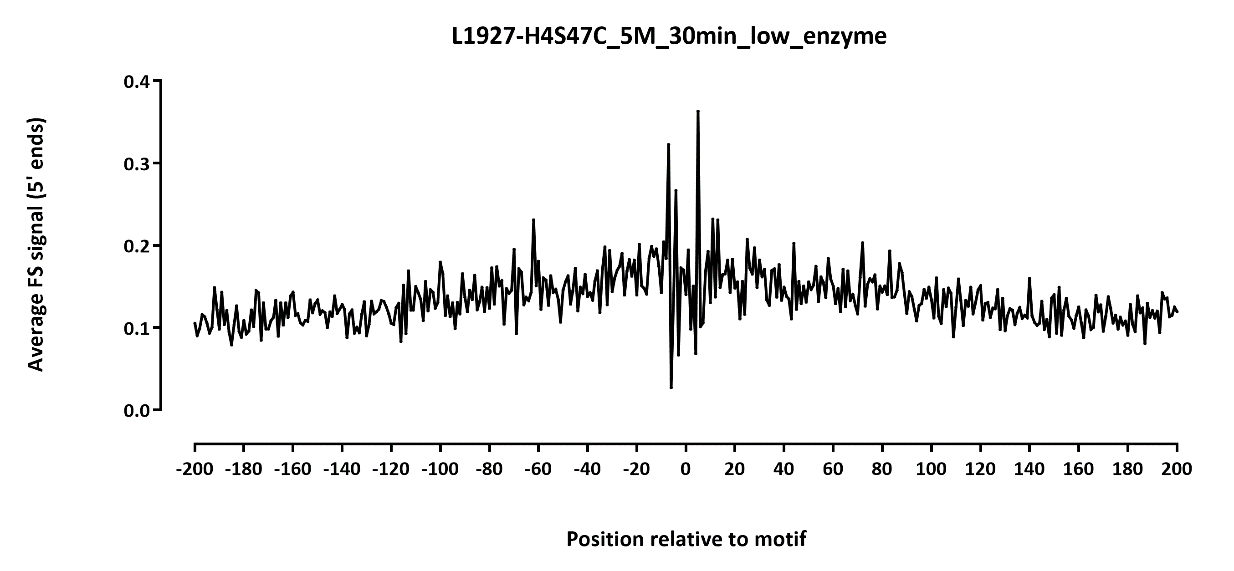 L1927-H4S47C_5M_30min_low_enzyme
Average FS signal (5' ends)
0.4
0.3
0.2
0.1
0.0
-200 -180 -160 -140 -120 -100 -80 -60 -40 -20 0 20 40 60 80 100 120 140 160 180 200
Position relative to motif